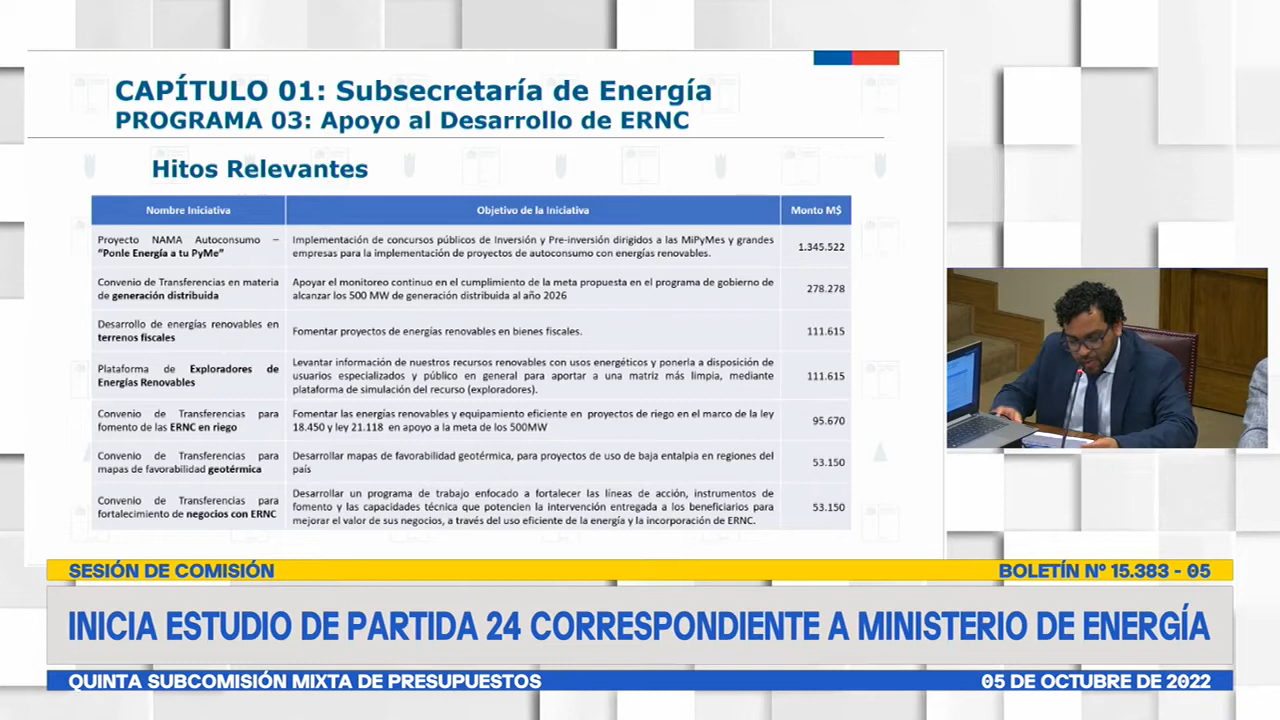 CAPÍTULO 01: Subsecretaría de Energía
PROGRAMA 03: Apoyo al Desarrollo de ERNC
Hitos Relevantes
Nombre Iniciativa
Objetivo de la Iniciativa
Monto M$
Proyecto NAMA Autoconsumo –
“Ponle Energía a tu PyMe”
Implementación de concursos públicos de Inversión y Pre-inversión dirigidos a las MiPyMes y grandes
empresas para la implementación de proyectos de autoconsumo con energías renovables.
1.345.522
Convenio de Transferencias en materia
de generación distribuida
Apoyar el monitoreo continuo en el cumplimiento de la meta propuesta en el programa de gobierno de
alcanzar los 500 MW de generación distribuida al año 2026
278.278
Desarrollo de energías renovables en
terrenos fiscales
Fomentar proyectos de energías renovables en bienes fiscales.
111.615
Plataforma de Exploradores de
Energías Renovables
Levantar información de nuestros recursos renovables con usos energéticos y ponerla a disposición de
usuarios especializados y público en general para aportar a una matriz más limpia, mediante
plataforma de simulación del recurso (exploradores).
111.615
Convenio de Transferencias para
fomento de las ERNC en riego
Fomentar las energías renovables y equipamiento eficiente en proyectos de riego en el marco de la ley
18.450 y ley 21.118 en apoyo a la meta de los 500MW
95.670
Convenio de Transferencias para
mapas de favorabilidad geotérmica
Desarrollar mapas de favorabilidad geotérmica, para proyectos de uso de baja entalpia en regiones del
país
53.150
Convenio de Transferencias para
fortalecimiento de negocios con ERNC
Desarrollar un programa de trabajo enfocado a fortalecer las líneas de acción, instrumentos de
fomento y las capacidades técnica que potencien la intervención entregada a los beneficiarios para
mejorar el valor de sus negocios, a través del uso eficiente de la energía y la incorporación de ERNC.
53.150
SESIÓN DE COMISIÓN
BOLETÍN N° 15.383 - 05
INICIA ESTUDIO DE PARTIDA 24 CORRESPONDIENTE A MINISTERIO DE ENERGÍA
QUINTA SUBCOMISIÓN MIXTA DE PRESUPUESTOS
05 DE OCTUBRE DE 2022